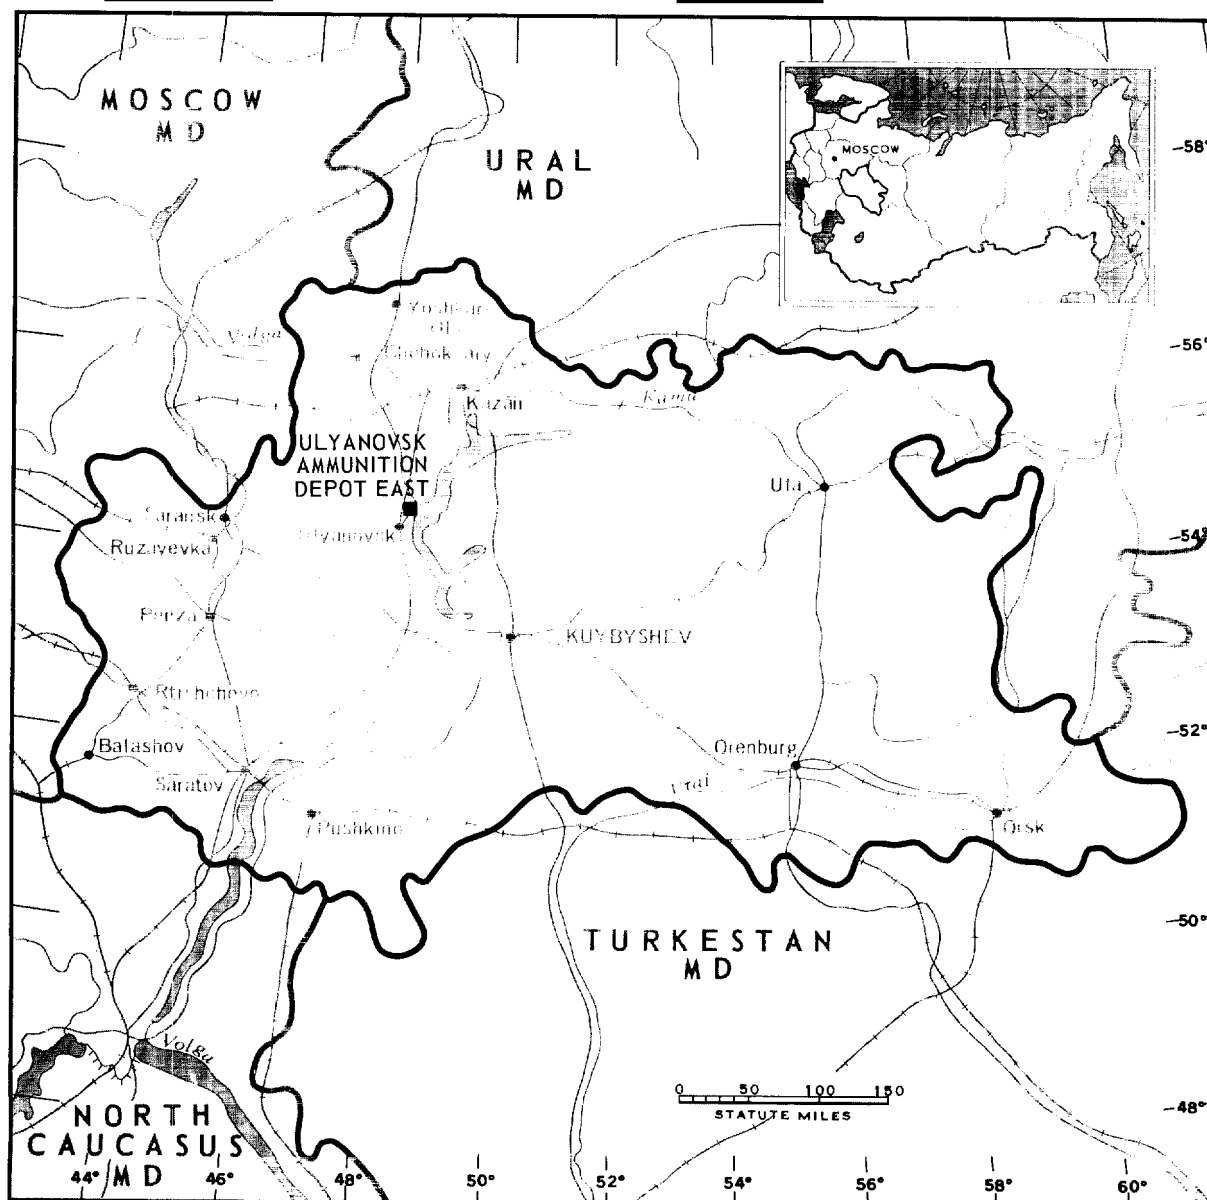 MOSCOW
MD
URAL
MD
MOSCOW
58°
Volga
56°
Kama
Kazan
ULYANOVSK
AMMUNITION
DEPOT EAST
Ufa
Saransk
Ulyanovsk
54°
Ruzayevka
Penza
KUYBYSHEV
Rtishchevo
52°
Balashov
Orenburg
Saratov
Ural
Pushkino
Orsk
50°
TURKESTAN
MD
Volga
0 50 100 150
STATUTE MILES
48°
NORTH
CAUCASUS
MD
44° 46° 48° 50° 52° 54° 56° 58° 60°